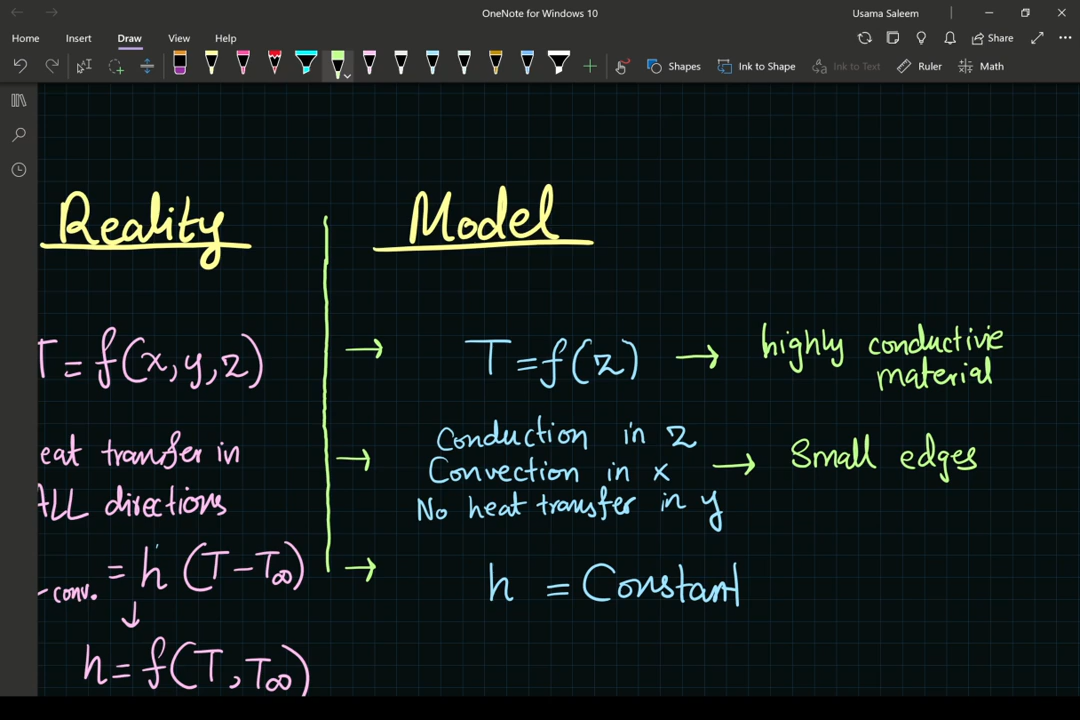 OneNote for Windows 10
Usama Saleem
Home Insert Draw View Help
Share
Shapes Ink to Shape Ink to Text Ruler Math
Reality
Model
T = f(x, y, z) → T = f(z) → highly conductive
material
eat transfer in
ALL directions
→ Conduction in z
Convection in x
No heat transfer in y
→ Small edges
conv. = h (T - T∞) → h = Constant
↓
h = f(T, T∞)